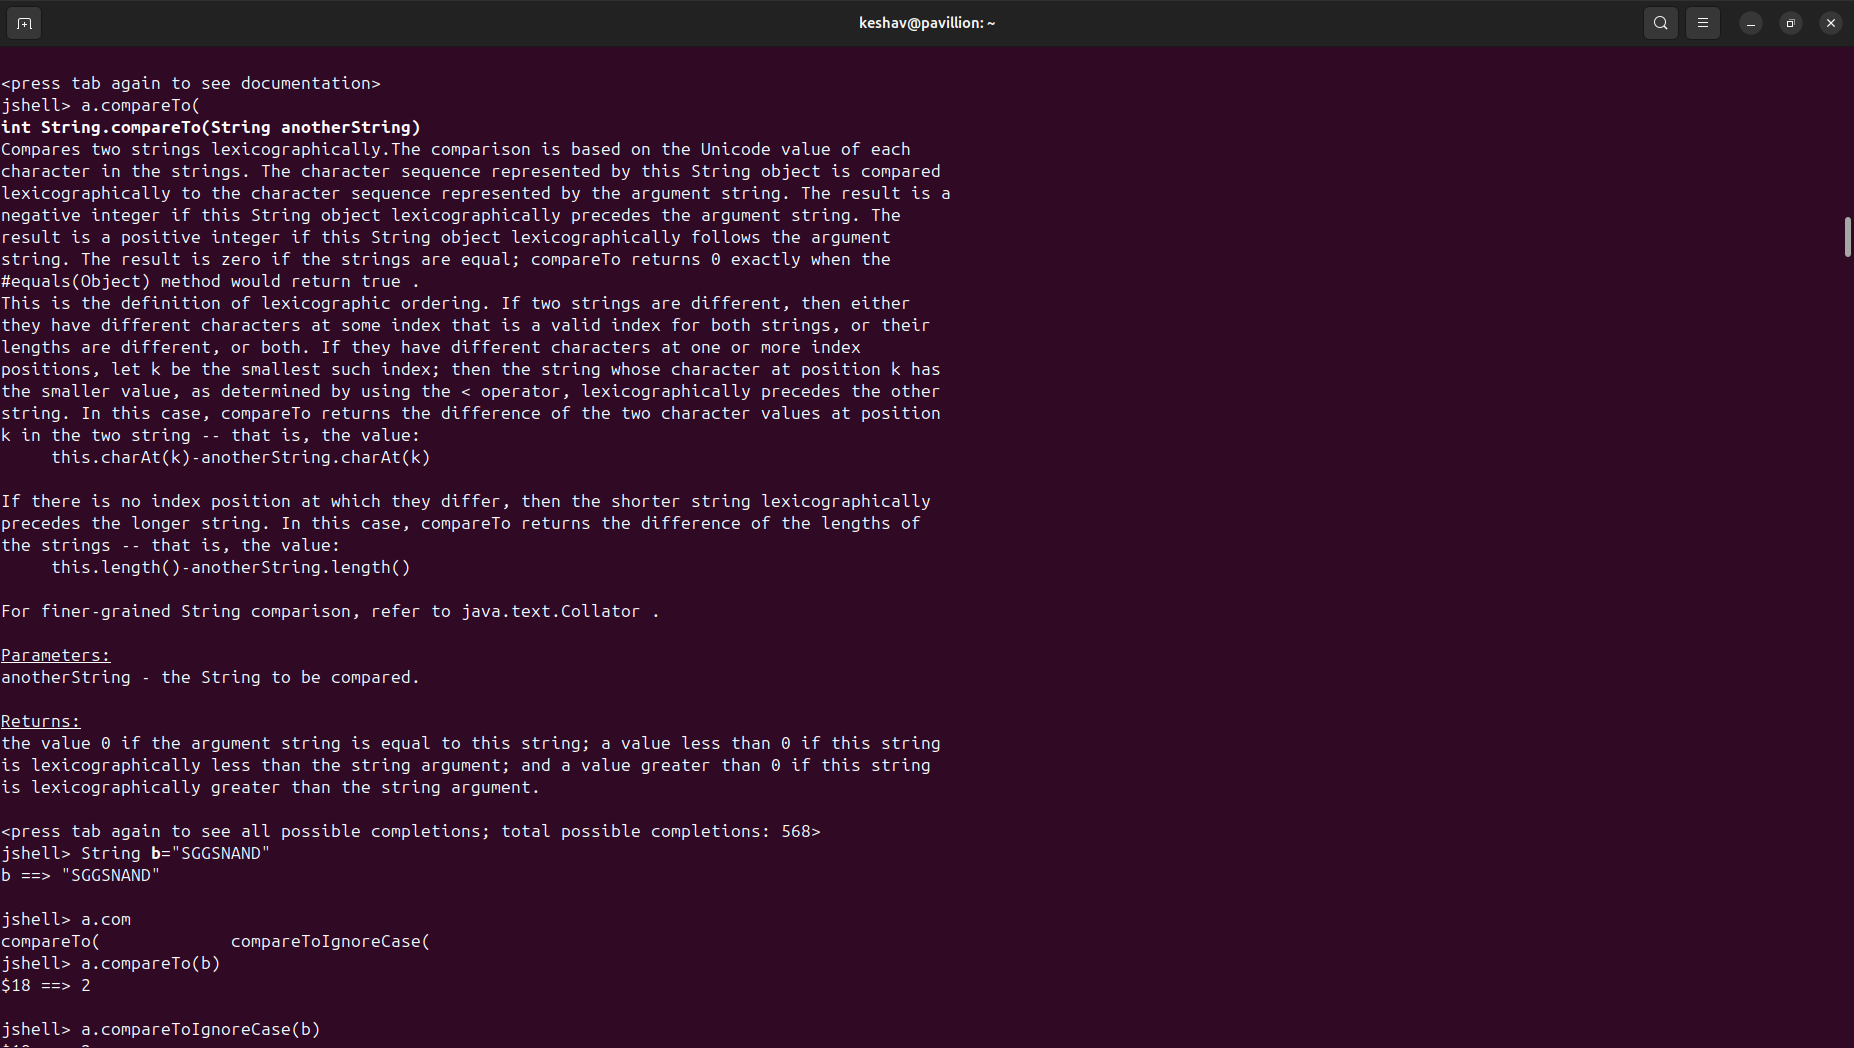 keshav@pavillion: ~
<press tab again to see documentation>
jshell> a.compareTo(
int String.compareTo(String anotherString)
Compares two strings lexicographically.The comparison is based on the Unicode value of each
character in the strings. The character sequence represented by this String object is compared
lexicographically to the character sequence represented by the argument string. The result is a
negative integer if this String object lexicographically precedes the argument string. The
result is a positive integer if this String object lexicographically follows the argument
string. The result is zero if the strings are equal; compareTo returns 0 exactly when the
#equals(Object) method would return true .
This is the definition of lexicographic ordering. If two strings are different, then either
they have different characters at some index that is a valid index for both strings, or their
lengths are different, or both. If they have different characters at one or more index
positions, let k be the smallest such index; then the string whose character at position k has
the smaller value, as determined by using the < operator, lexicographically precedes the other
string. In this case, compareTo returns the difference of the two character values at position
k in the two string -- that is, the value:
     this.charAt(k)-anotherString.charAt(k)
If there is no index position at which they differ, then the shorter string lexicographically
precedes the longer string. In this case, compareTo returns the difference of the lengths of
the strings -- that is, the value:
     this.length()-anotherString.length()
For finer-grained String comparison, refer to java.text.Collator .
Parameters:
anotherString - the String to be compared.
Returns:
the value 0 if the argument string is equal to this string; a value less than 0 if this string
is lexicographically less than the string argument; and a value greater than 0 if this string
is lexicographically greater than the string argument.
<press tab again to see all possible completions; total possible completions: 568>
jshell> String b="SGGSNAND"
b ==> "SGGSNAND"
jshell> a.com
compareTo(             compareToIgnoreCase(
jshell> a.compareTo(b)
$18 ==> 2
jshell> a.compareToIgnoreCase(b)